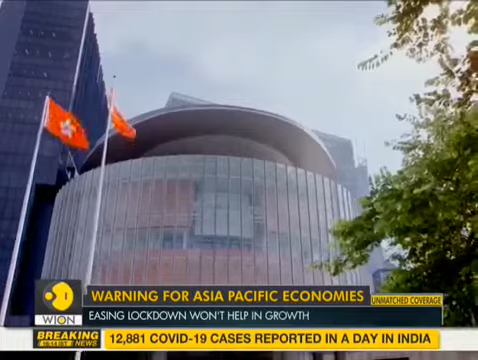 WARNING FOR ASIA PACIFIC ECONOMIES
UNMATCHED COVERAGE
WION
EASING LOCKDOWN WON'T HELP IN GROWTH
BREAKING
NEWS
12,881 COVID-19 CASES REPORTED IN A DAY IN INDIA